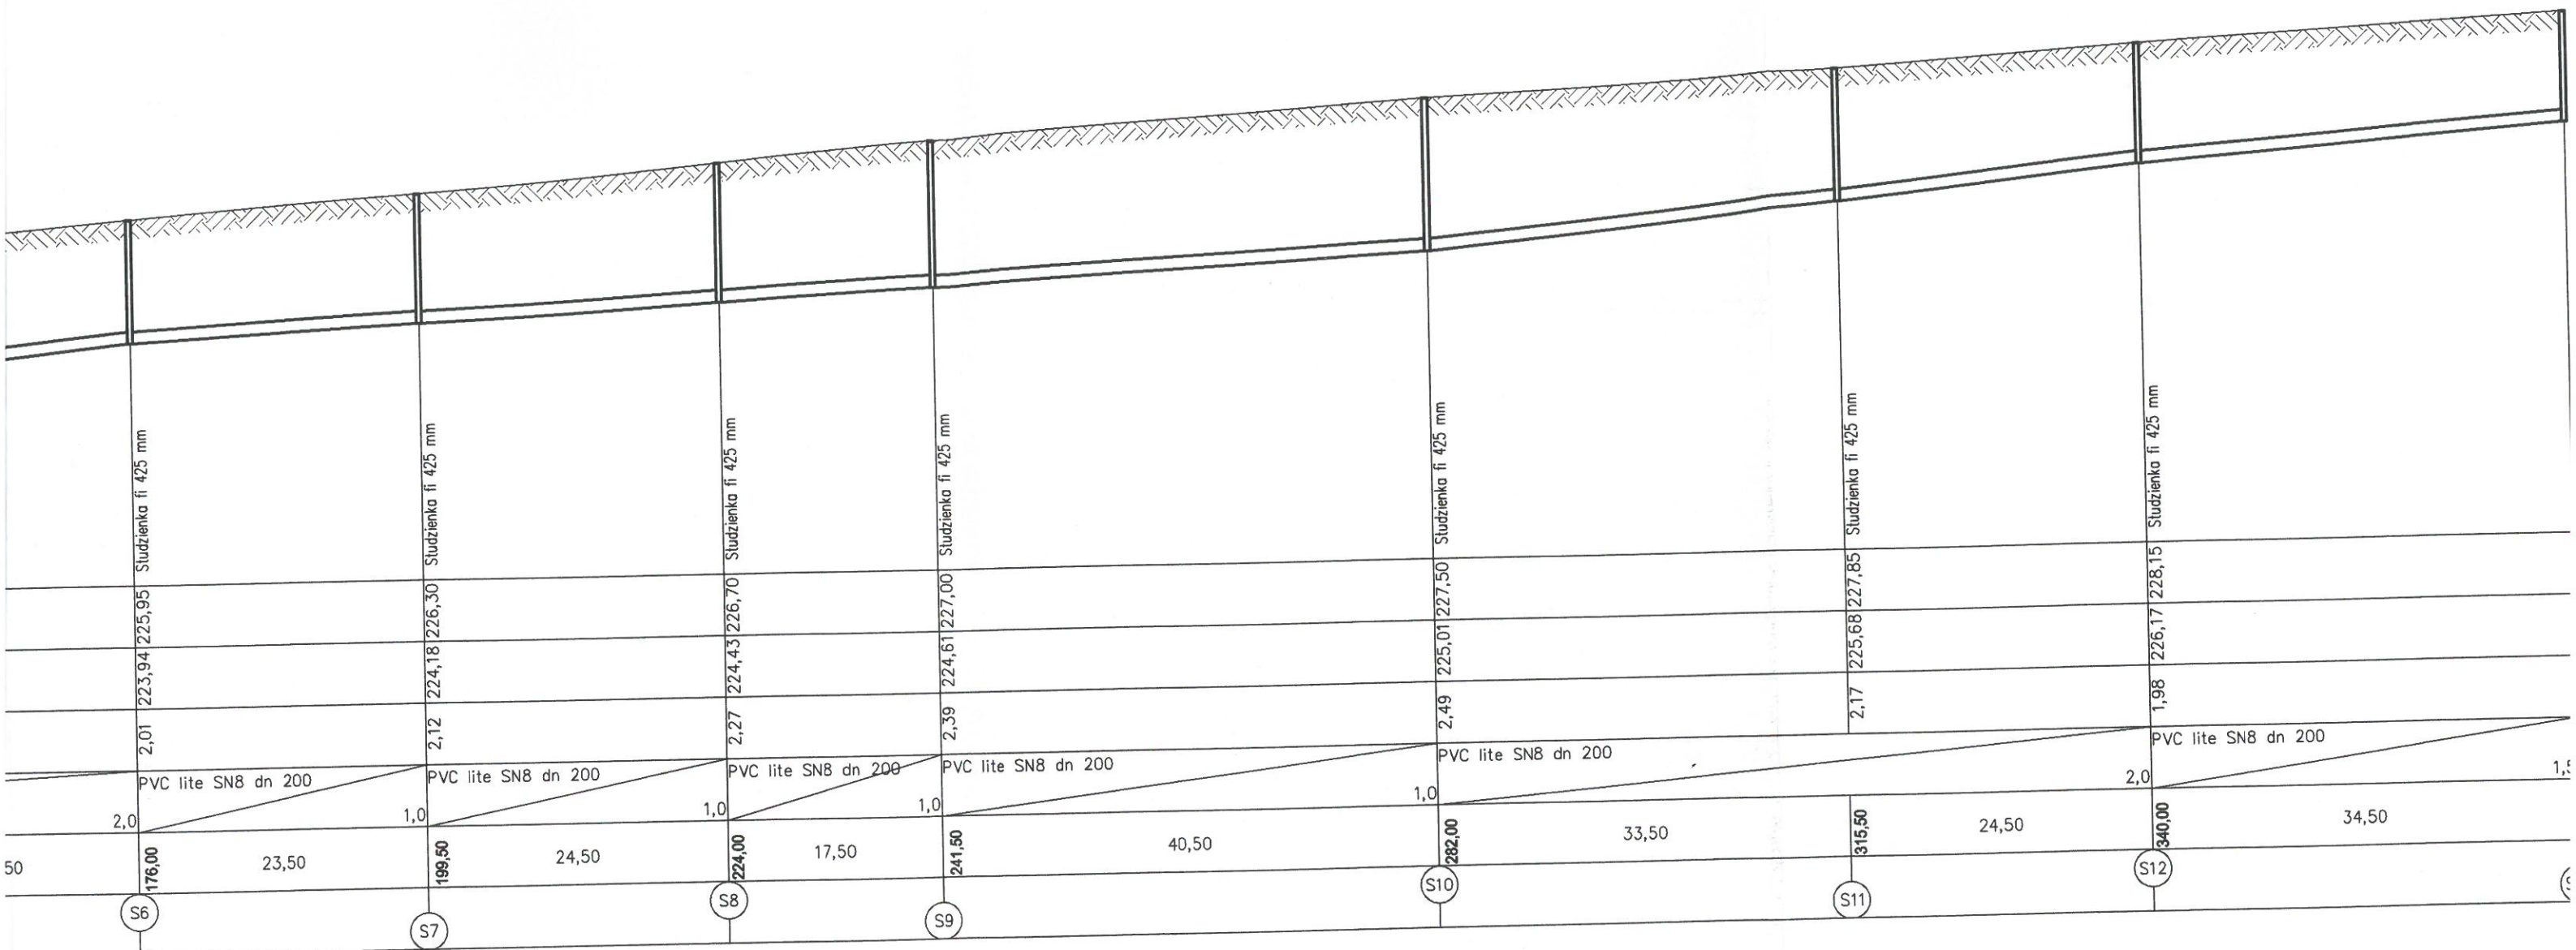 Studzienka fi 425 mm
Studzienka fi 425 mm
Studzienka fi 425 mm
Studzienka fi 425 mm
Studzienka fi 425 mm
Studzienka fi 425 mm
Studzienka fi 425 mm
225,95
226,30
226,70
227,00
227,50
227,85
228,15
223,94
224,18
224,43
224,61
225,01
225,68
226,17
2,01
2,12
2,27
2,39
2,49
2,17
1,98
PVC lite SN8 dn 200
PVC lite SN8 dn 200
PVC lite SN8 dn 200
PVC lite SN8 dn 200
PVC lite SN8 dn 200
PVC lite SN8 dn 200
2,0
1,0
1,0
1,0
1,0
2,0
50
176,00
23,50
199,50
24,50
224,00
17,50
241,50
40,50
282,00
33,50
315,50
24,50
340,00
34,50
S6
S7
S8
S9
S10
S11
S12